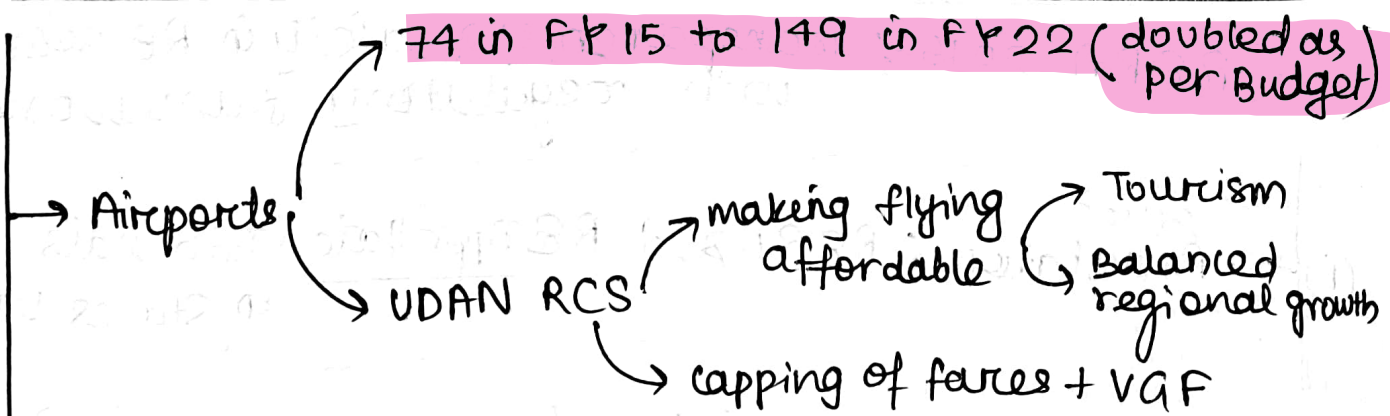 74 in FY15 to 149 in FY22 (doubled as
per Budget)
→ Airports
making flying
affordable
→ Tourism
→ Balanced
regional growth
→ UDAN RCS
→ capping of fares + VGF